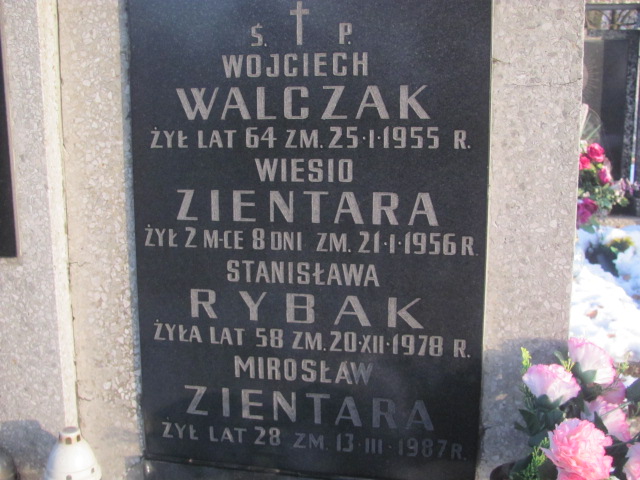 Ś. P.
WOJCIECH
WALCZAK
ŻYŁ LAT 64 ZM. 25·I·1955 R.
WIESIO
ZIENTARA
ŻYŁ 2 M-CE 8 DNI ZM. 21·I·1956 R.
STANISŁAWA
RYBAK
ŻYŁA LAT 58 ZM. 20·XII·1978 R.
MIROSŁAW
ZIENTARA
ŻYŁ LAT 28 ZM. 13·III·1987 R.